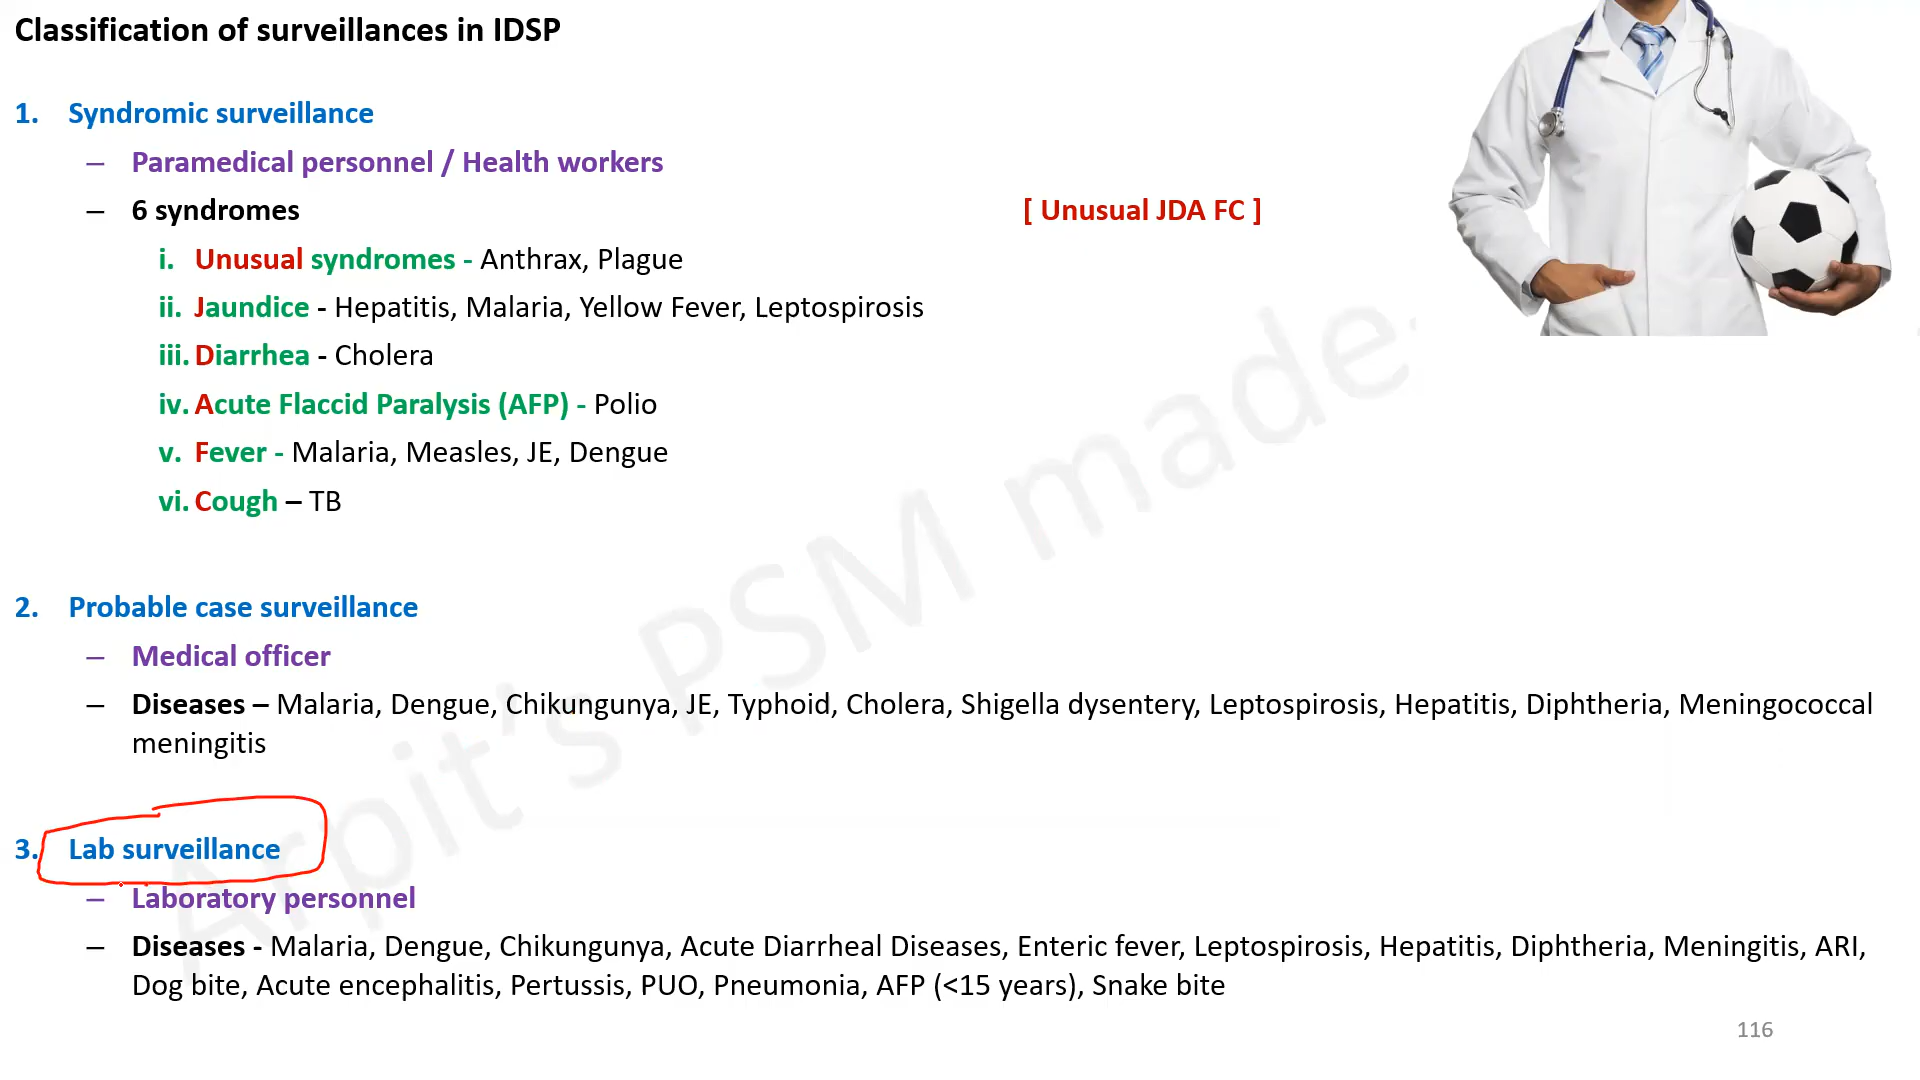 Classification of surveillances in IDSP
1. Syndromic surveillance
– Paramedical personnel / Health workers
– 6 syndromes
[ Unusual JDA FC ]
i. Unusual syndromes - Anthrax, Plague
ii. Jaundice - Hepatitis, Malaria, Yellow Fever, Leptospirosis
iii. Diarrhea - Cholera
iv. Acute Flaccid Paralysis (AFP) - Polio
v. Fever - Malaria, Measles, JE, Dengue
vi. Cough – TB
2. Probable case surveillance
– Medical officer
– Diseases – Malaria, Dengue, Chikungunya, JE, Typhoid, Cholera, Shigella dysentery, Leptospirosis, Hepatitis, Diphtheria, Meningococcal
meningitis
3. Lab surveillance
– Laboratory personnel
– Diseases - Malaria, Dengue, Chikungunya, Acute Diarrheal Diseases, Enteric fever, Leptospirosis, Hepatitis, Diphtheria, Meningitis, ARI,
Dog bite, Acute encephalitis, Pertussis, PUO, Pneumonia, AFP (<15 years), Snake bite
116
Arpit's PSM made